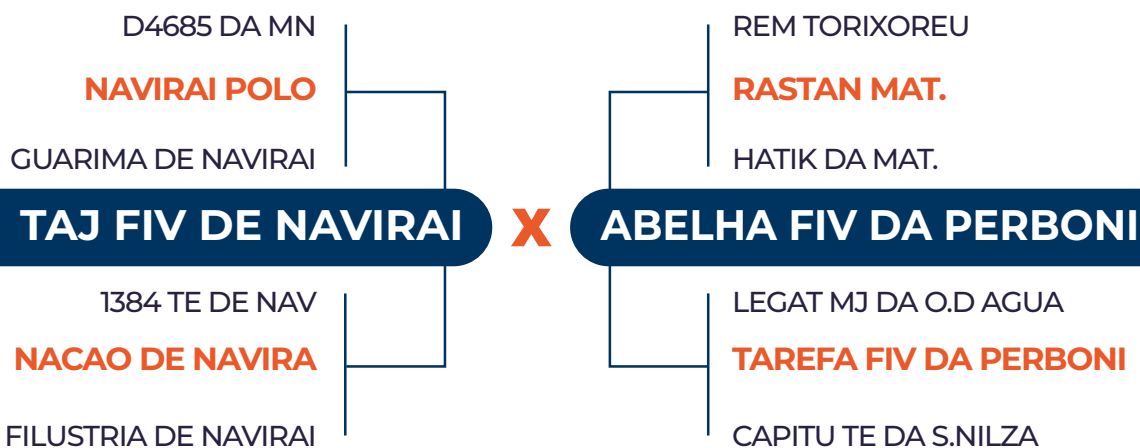 D4685 DA MN
REM TORIXOREU
NAVIRAI POLO
RASTAN MAT.
GUARIMA DE NAVIRAI
HATIK DA MAT.
TAJ FIV DE NAVIRAI X ABELHA FIV DA PERBONI
1384 TE DE NAV
LEGAT MJ DA O.D AGUA
NACAO DE NAVIRA
TAREFA FIV DA PERBONI
FILUSTRIA DE NAVIRAI
CAPITU TE DA S.NILZA